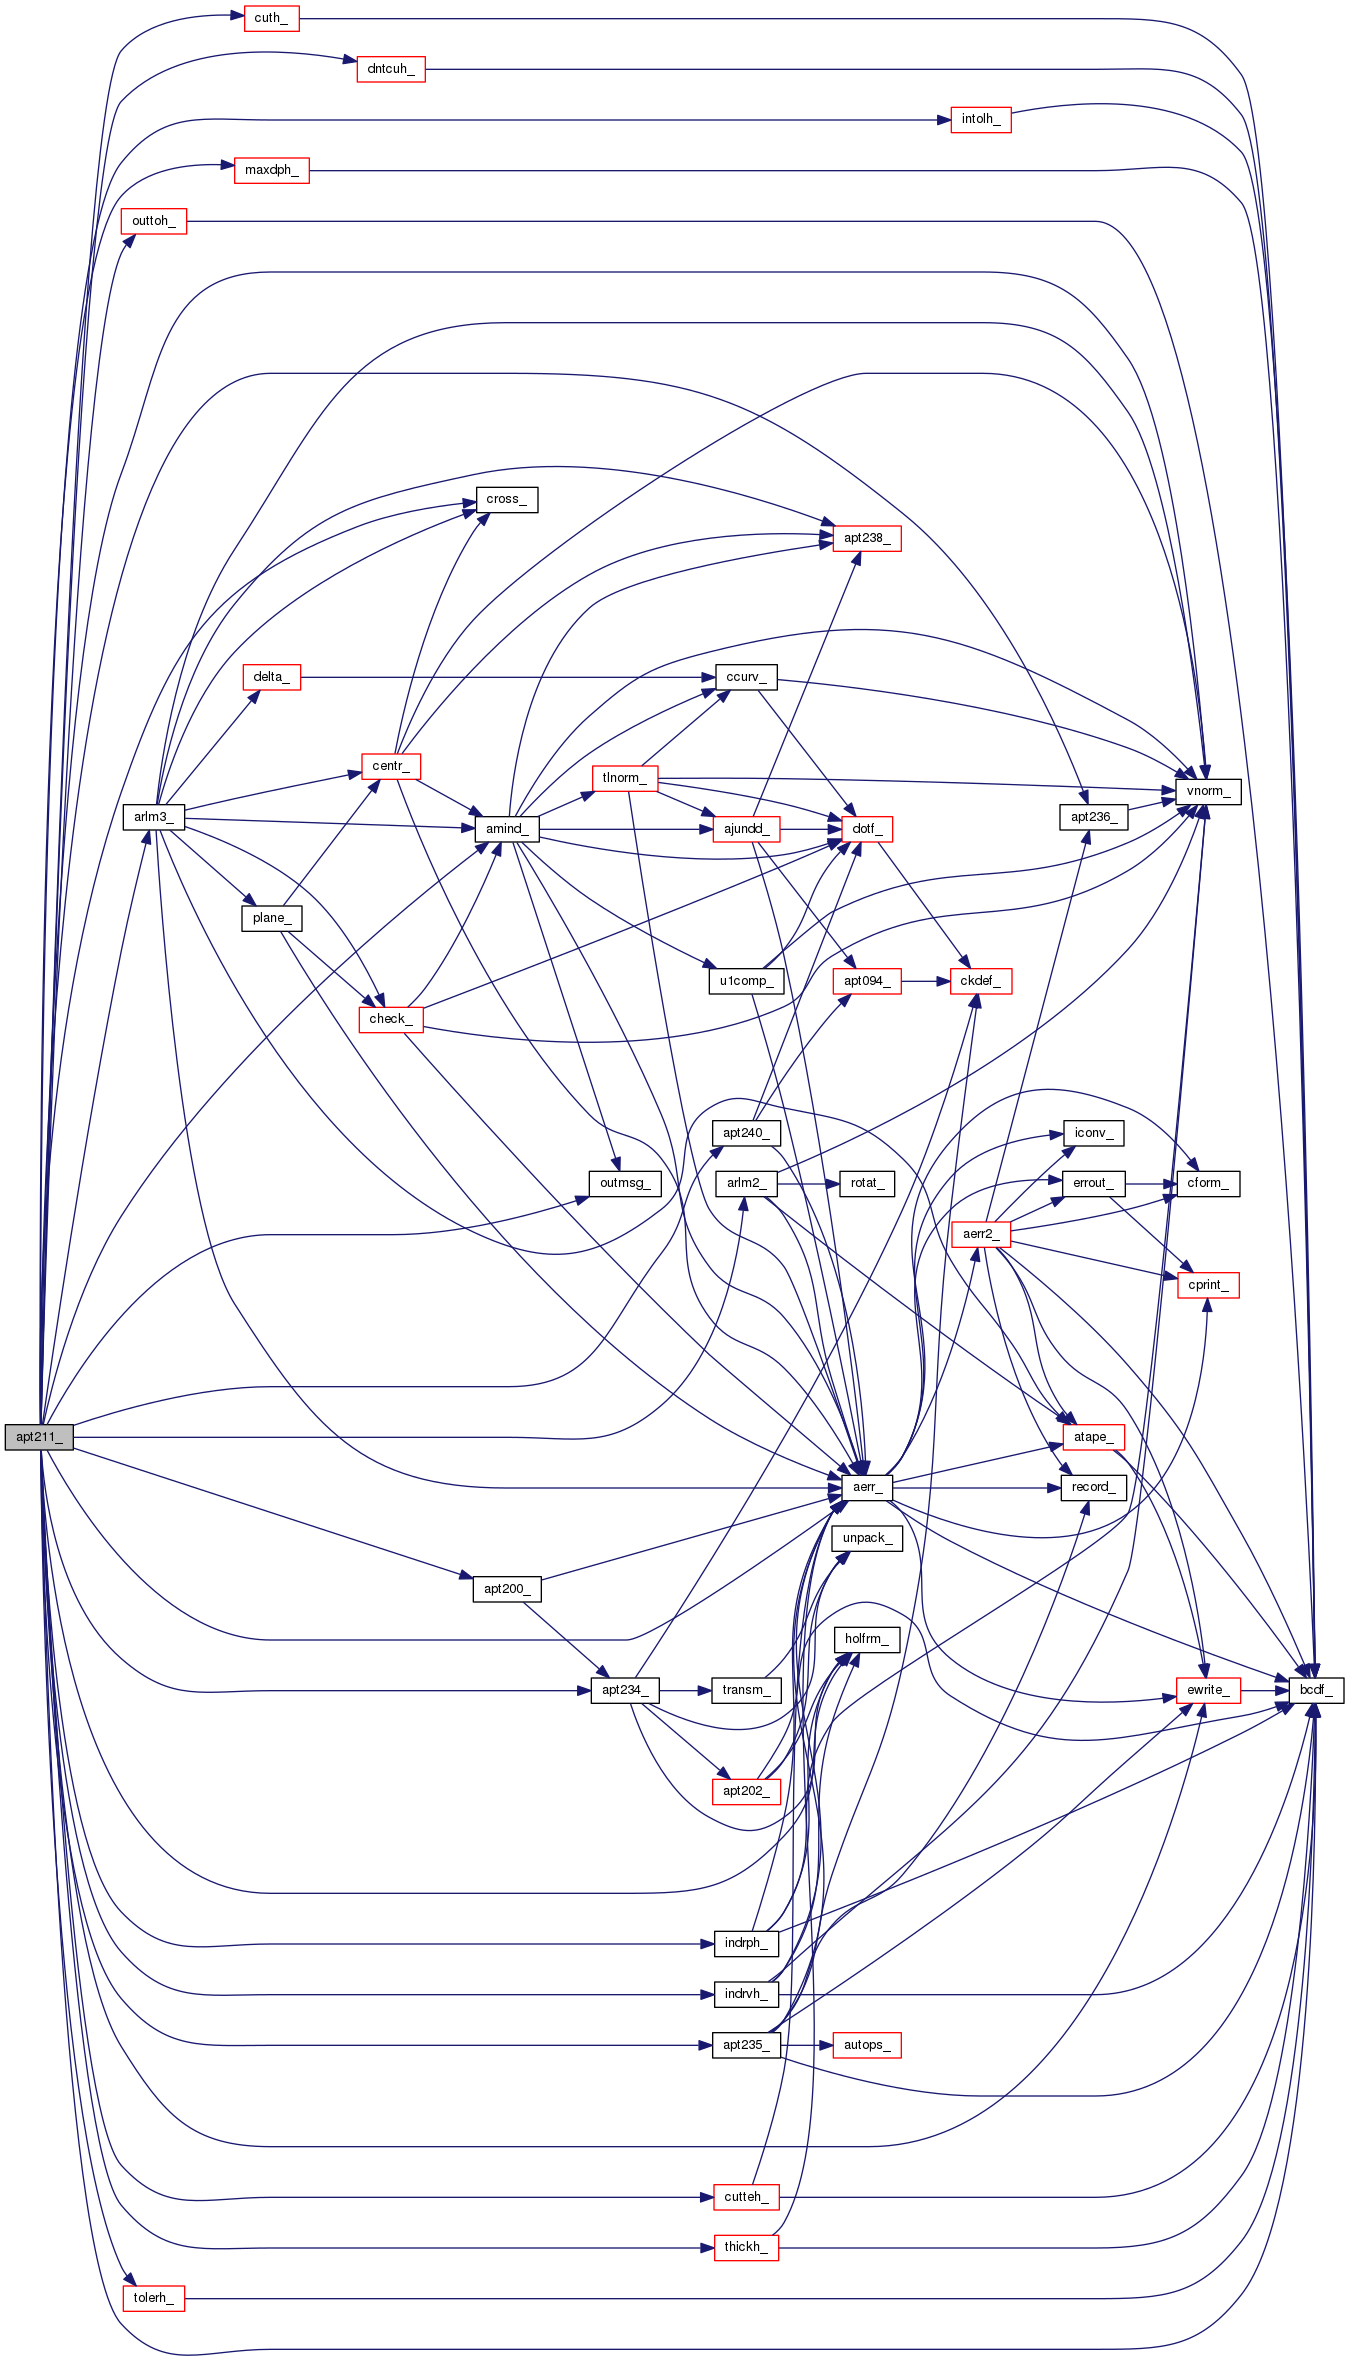 cuth_
dntcuh_
intolh_
maxdph_
outtoh_
cross_
apt238_
delta_
ccurv_
centr_
tlnorm_
vnorm_
arlm3_
amind_
ajundd_
dotf_
apt236_
plane_
u1comp_
apt094_
ckdef_
check_
apt240_
iconv_
outmsg_
arlm2_
rotat_
errout_
cform_
aerr2_
cprint_
apt211_
atape_
aerr_
record_
unpack_
apt200_
holfrm_
apt234_
transm_
ewrite_
bcdf_
apt202_
indrph_
indrvh_
apt235_
autops_
cutteh_
thickh_
tolerh_